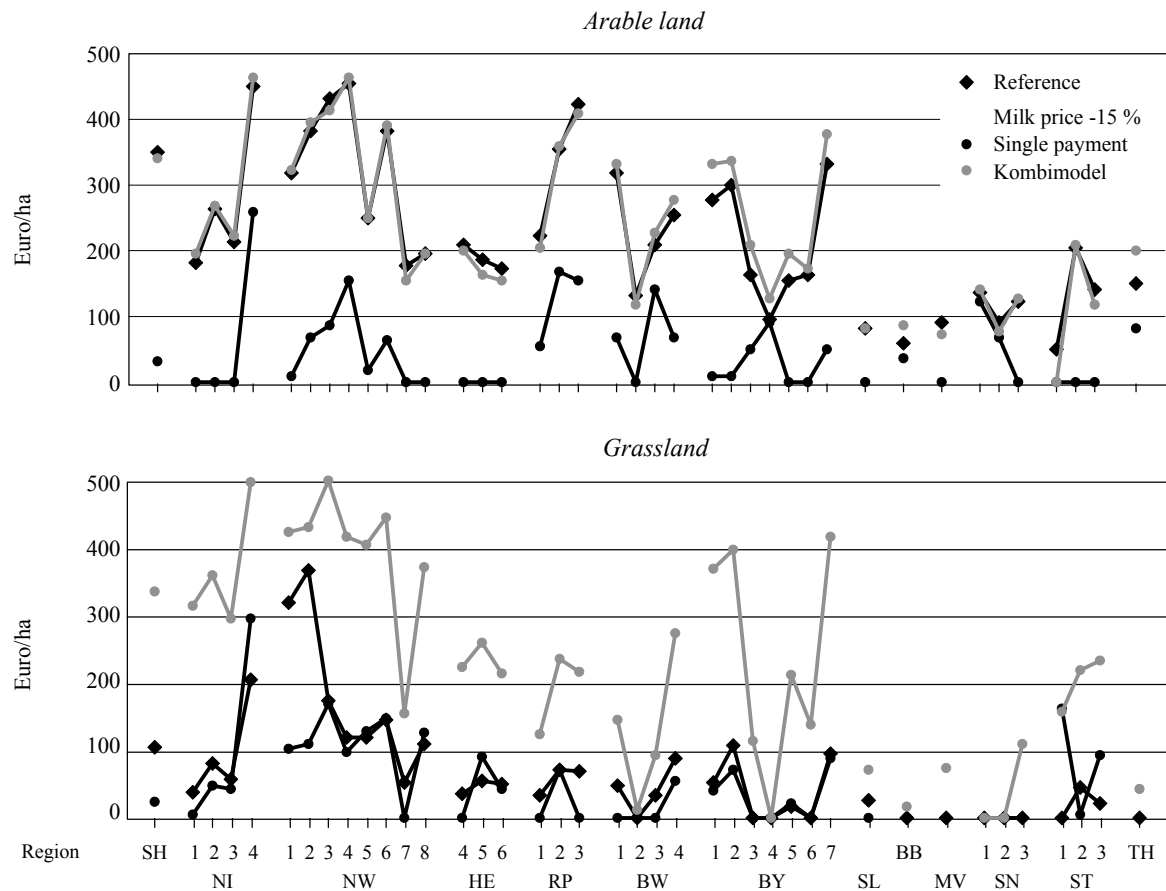 Arable land
500
400
300
200
100
0
Euro/ha
Reference
Milk price -15 %
Single payment
Kombimodel
Grassland
500
400
300
200
100
0
Euro/ha
Region SH 1 2 3 4 1 2 3 4 5 6 7 8 4 5 6 1 2 3 1 2 3 4 1 2 3 4 5 6 7 BB 1 2 3 1 2 3 TH
NI NW HE RP BW BY SL MV SN ST